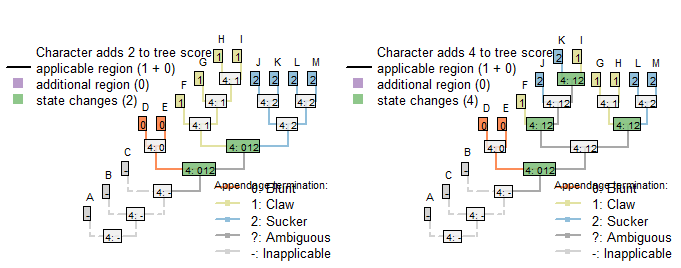 Character adds 2 to tree score
applicable region (1 + 0)
additional region (0)
state changes (2)
H I
G
1 1
J K L M
1
4: 1
2 2 2 2
F
1
4: 2 4: 2
D E
0 0
4: 1
4: 2
C
4: 0
4: 012
-
B
4: 012
-
A
4: -
-
4: -
4: -
Appendage termination:
0: Blunt
1: Claw
2: Sucker
?: Ambiguous
-: Inapplicable
Character adds 4 to tree score
applicable region (1 + 0)
additional region (0)
state changes (4)
K I
2 1
J
G H L M
2
4: 12
1 1 2 2
F
1
4: 12
4: 1 4: 2
D E
0 0
4: 12
4: 12
B
4: 0
4: 012
-
C
4: 012
-
A
4: -
-
4: -
4: -
Appendage termination:
0: Blunt
1: Claw
2: Sucker
?: Ambiguous
-: Inapplicable